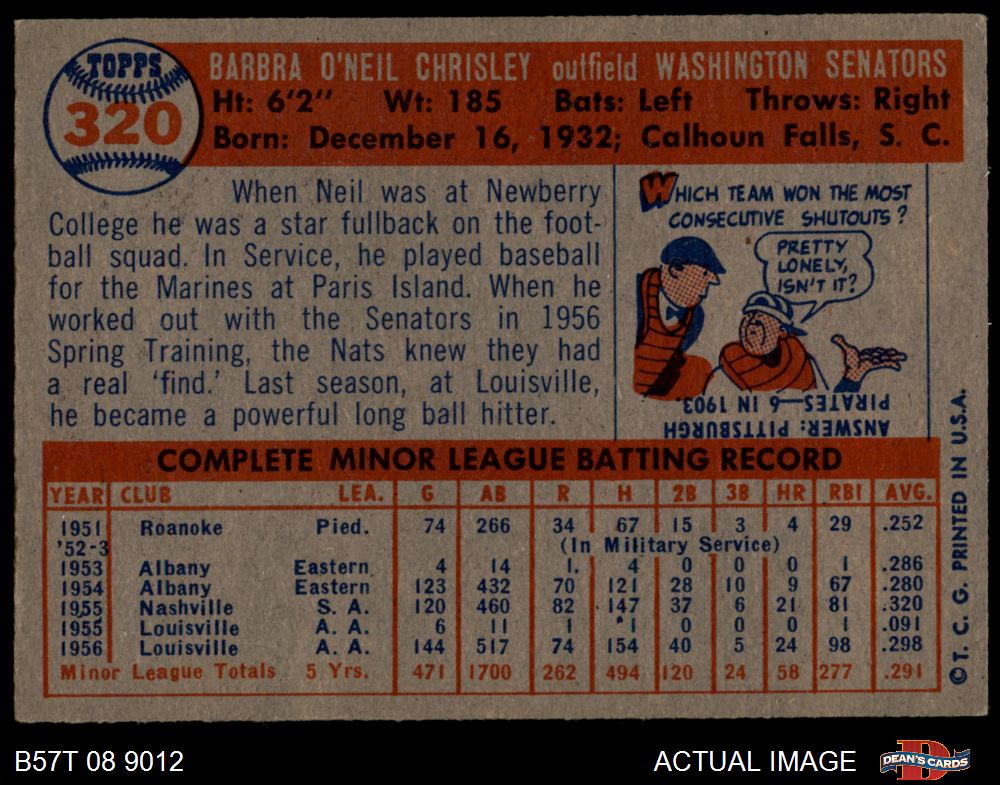 TOPPS
320
BARBRA O'NEIL CHRISLEY outfield WASHINGTON SENATORS
Ht: 6'2" Wt: 185 Bats: Left Throws: Right
Born: December 16, 1932; Calhoun Falls, S. C.
When Neil was at Newberry
College he was a star fullback on the foot-
ball squad. In Service, he played baseball
for the Marines at Paris Island. When he
worked out with the Senators in 1956
Spring Training, the Nats knew they had
a real 'find.' Last season, at Louisville,
he became a powerful long ball hitter.
WHICH TEAM WON THE MOST
CONSECUTIVE SHUTOUTS?
PRETTY
LONELY,
ISN'T IT?
ANSWER: PITTSBURGH
PIRATES—6 IN 1903.
COMPLETE MINOR LEAGUE BATTING RECORD
YEAR CLUB LEA. G AB R H 2B 3B HR RBI AVG.
1951 Roanoke Pied. 74 266 34 67 15 3 4 29 .252
'52-3 (In Military Service)
1953 Albany Eastern 4 14 1 4 0 0 0 1 .286
1954 Albany Eastern 123 432 70 121 28 10 9 67 .280
1955 Nashville S. A. 120 460 82 147 37 6 21 81 .320
1955 Louisville A. A. 6 11 1 1 0 0 0 1 .091
1956 Louisville A. A. 144 517 74 154 40 5 24 98 .298
Minor League Totals 5 Yrs. 471 1700 262 494 120 24 58 277 .291
©T. C. G. PRINTED IN U.S.A.
B57T 08 9012 ACTUAL IMAGE
D
DEAN'S CARDS